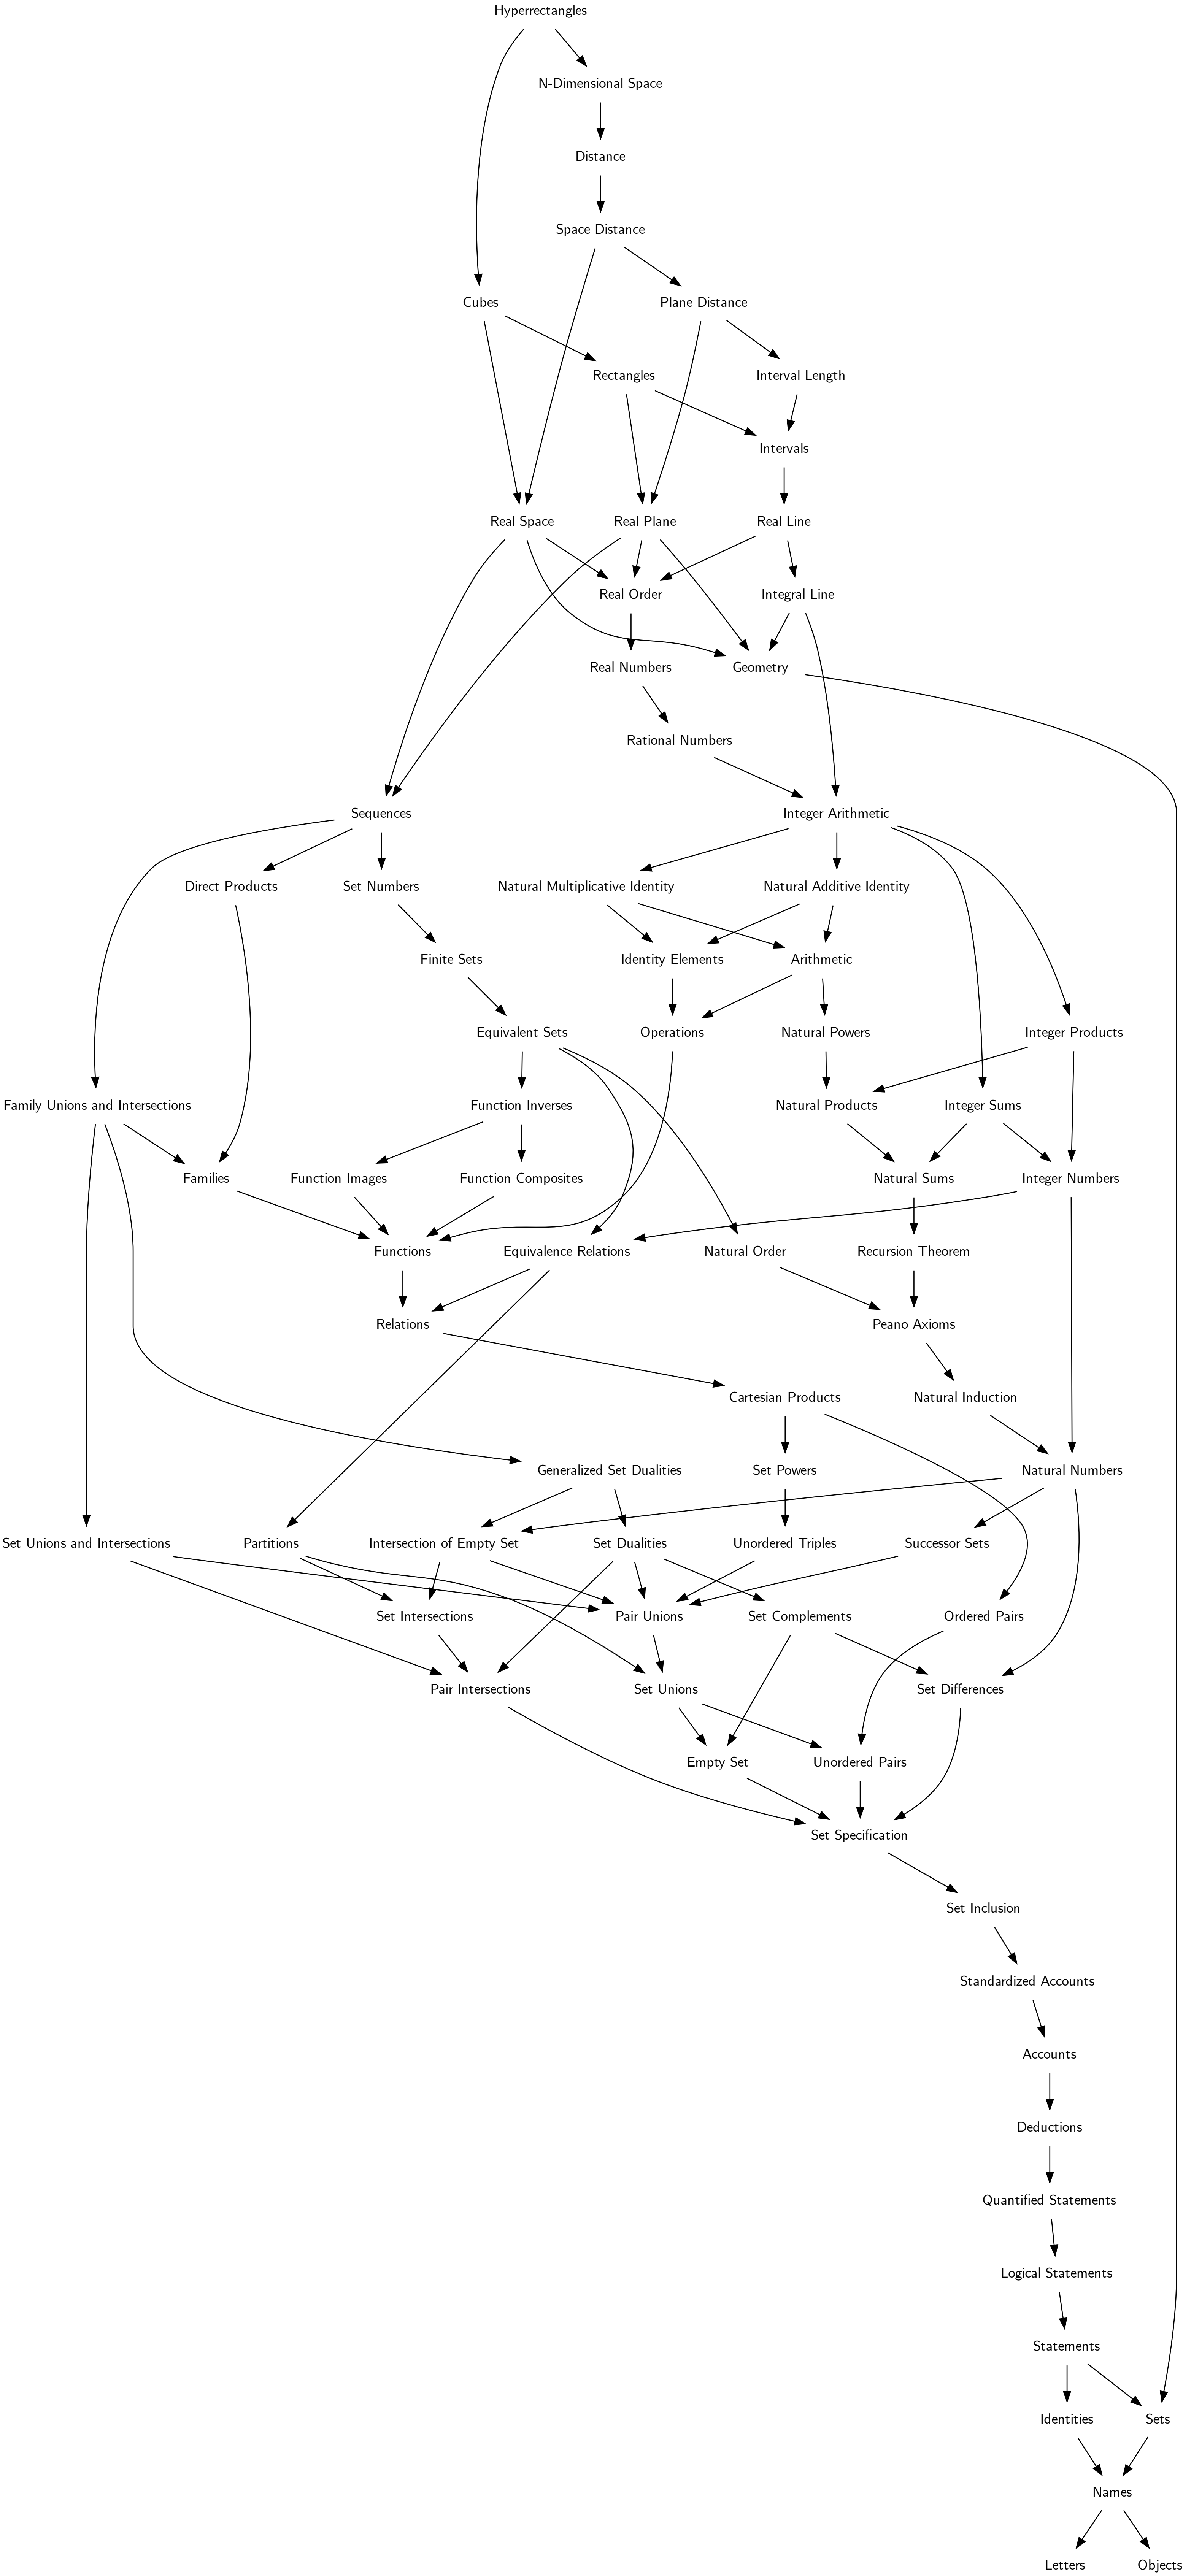 Hyperrectangles
N-Dimensional Space
Distance
Space Distance
Cubes
Plane Distance
Rectangles
Interval Length
Intervals
Real Space
Real Plane
Real Line
Real Order
Integral Line
Real Numbers
Geometry
Rational Numbers
Sequences
Integer Arithmetic
Direct Products
Set Numbers
Natural Multiplicative Identity
Natural Additive Identity
Finite Sets
Identity Elements
Arithmetic
Equivalent Sets
Operations
Natural Powers
Integer Products
Family Unions and Intersections
Function Inverses
Natural Products
Integer Sums
Families
Function Images
Function Composites
Natural Sums
Integer Numbers
Functions
Equivalence Relations
Natural Order
Recursion Theorem
Relations
Peano Axioms
Cartesian Products
Natural Induction
Generalized Set Dualities
Set Powers
Natural Numbers
Set Unions and Intersections
Partitions
Intersection of Empty Set
Set Dualities
Unordered Triples
Successor Sets
Set Intersections
Pair Unions
Set Complements
Ordered Pairs
Pair Intersections
Set Unions
Set Differences
Empty Set
Unordered Pairs
Set Specification
Set Inclusion
Standardized Accounts
Accounts
Deductions
Quantified Statements
Logical Statements
Statements
Identities
Sets
Names
Letters
Objects